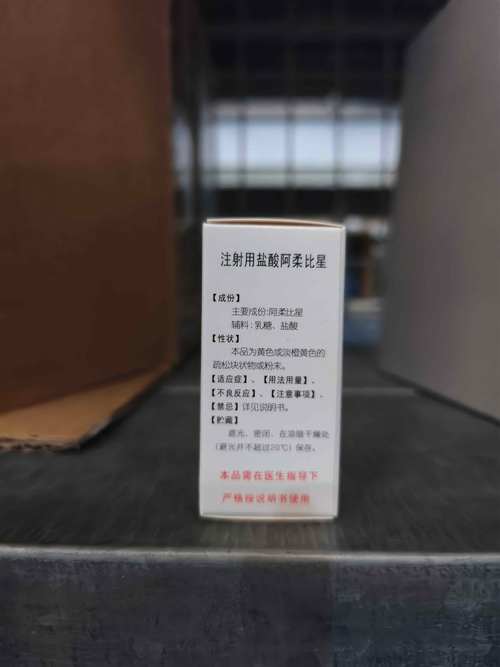 注射用盐酸阿柔比星
【成份】
主要成份:阿柔比星
辅料:乳糖、盐酸
【性状】
本品为黄色或淡橙黄色的
疏松块状物或粉末。
【适应症】、【用法用量】、
【不良反应】、【注意事项】、
【禁忌】详见说明书。
【贮藏】
避光、密闭、在凉暗干燥处
(避光并不超过20℃)保存。
本品需在医生指导下
严格按说明书使用